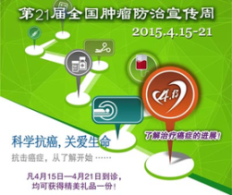 第21届全国肿瘤防治宣传周
2015.4.15-21
4.15
了解治疗癌症的进展!
科学抗癌,关爱生命
抗击癌症,从了解开始 ······
凡4月15日—4月21日到诊,
均可获得精美礼品一份!